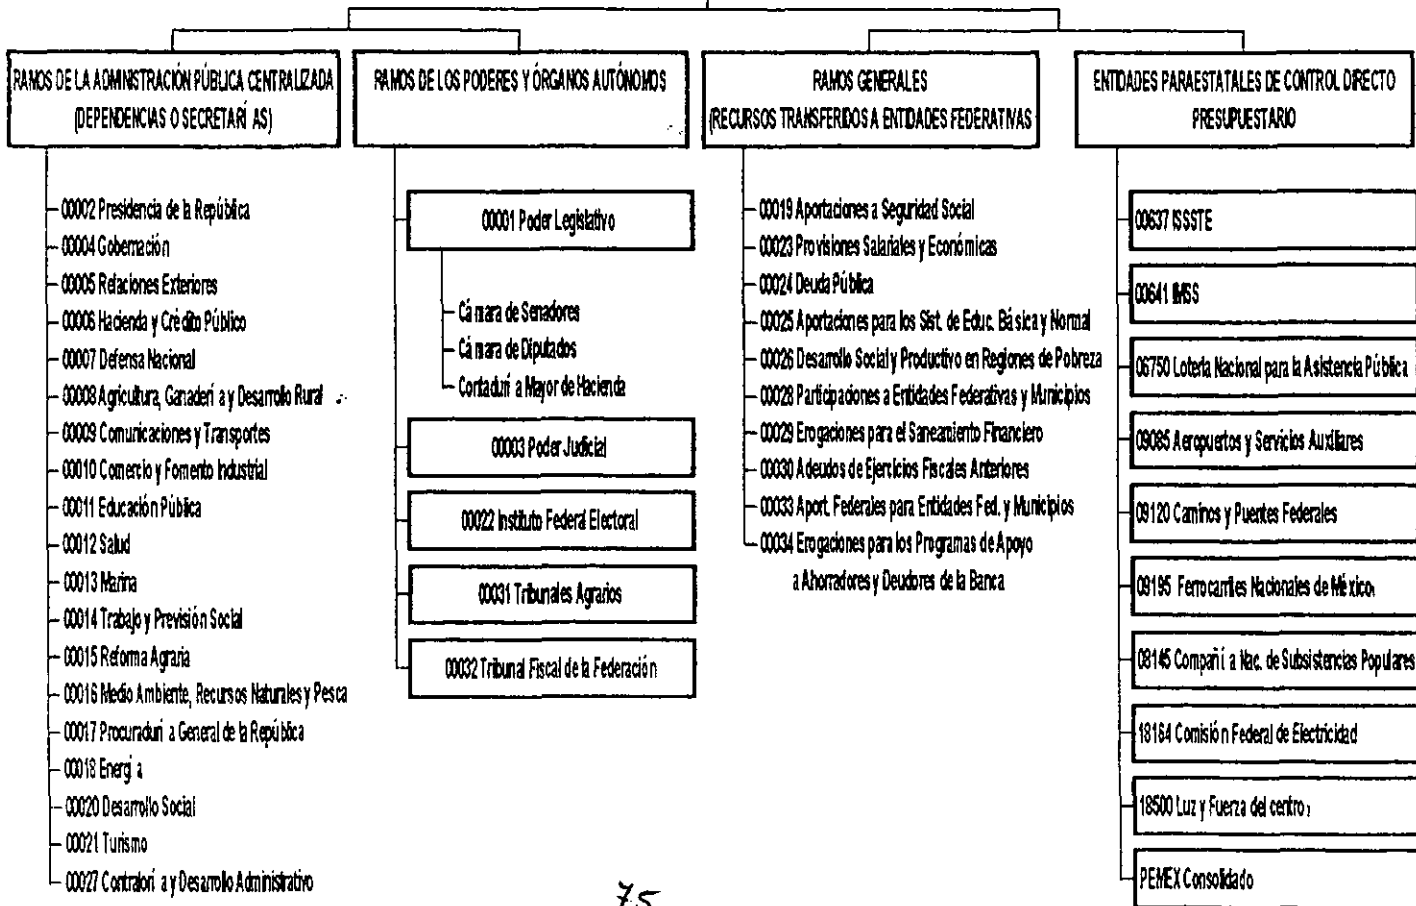 RAMOS DE LA ADMINISTRACIÓN PÚBLICA CENTRALIZADA
(DEPENDENCIAS O SECRETARÍ AS)
00002 Presidencia de la República
00004 Gobernación
00005 Relaciones Exteriores
00006 Hacienda y Crédito Público
00007 Defensa Nacional
00008 Agricultura, Ganaderí a y Desarrollo Rural
00009 Comunicaciones y Transportes
00010 Comercio y Fomento Industrial
00011 Educación Pública
00012 Salud
00013 Marina
00014 Trabajo y Previsión Social
00015 Reforma Agraria
00016 Medio Ambiente, Recursos Naturales y Pesca
00017 Procuradurí a General de la República
00018 Energí a
00020 Desarrollo Social
00021 Turismo
00027 Contralorí a y Desarrollo Administrativo
RAMOS DE LOS PODERES Y ÓRGANOS AUTÓNOMOS
00001 Poder Legislativo
Cá mara de Senadores
Cá mara de Diputados
Contadurí a Mayor de Hacienda
00003 Poder Judicial
00022 Instituto Federal Electoral
00031 Tribunales Agrarios
00032 Tribunal Fiscal de la Federación
RAMOS GENERALES
(RECURSOS TRANSFERIDOS A ENTIDADES FEDERATIVAS
00019 Aportaciones a Seguridad Social
00023 Provisiones Salariales y Económicas
00024 Deuda Pública
00025 Aportaciones para los Sist. de Educ. Bá sica y Normal
00026 Desarrollo Social y Productivo en Regiones de Pobreza
00028 Participaciones a Entidades Federativas y Municipios
00029 Erogaciones para el Saneamiento Financiero
00030 Adeudos de Ejercicios Fiscales Anteriores
00033 Aport. Federales para Entidades Fed. y Municipios
00034 Erogaciones para los Programas de Apoyo
a Ahorradores y Deudores de la Banca
ENTIDADES PARAESTATALES DE CONTROL DIRECTO
PRESUPUESTARIO
00637 ISSSTE
00641 IMSS
06750 Lotería Nacional para la Asistencia Pública
09085 Aeropuertos y Servicios Auxiliares
09120 Caminos y Puentes Federales
09195 Ferrocarriles Nacionales de México
08145 Compañí a Nac. de Subsistencias Populares
18164 Comisión Federal de Electricidad
18500 Luz y Fuerza del centro
PEMEX Consolidado
75